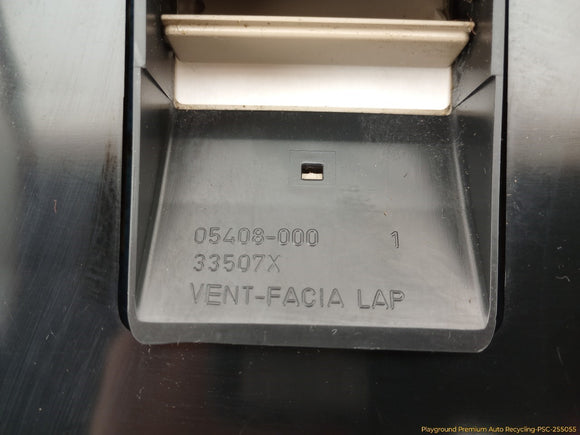 05408-000 1
33507X
VENT-FACIA LAP
Playground Premium Auto Recycling-PSC-255055